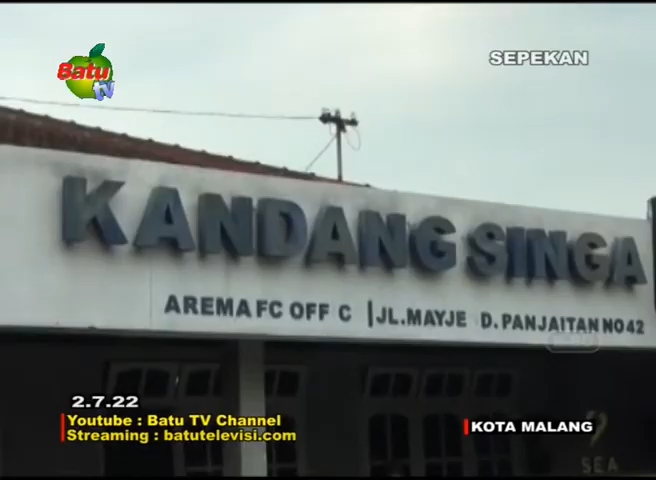 Batu
tv
SEPEKAN
KANDANG SINGA
AREMA FC OFF C JL.MAYJE D.PANJAITAN NO 42
2.7.22
Youtube : Batu TV Channel
Streaming : batutelevisi.com
KOTA MALANG
SEA